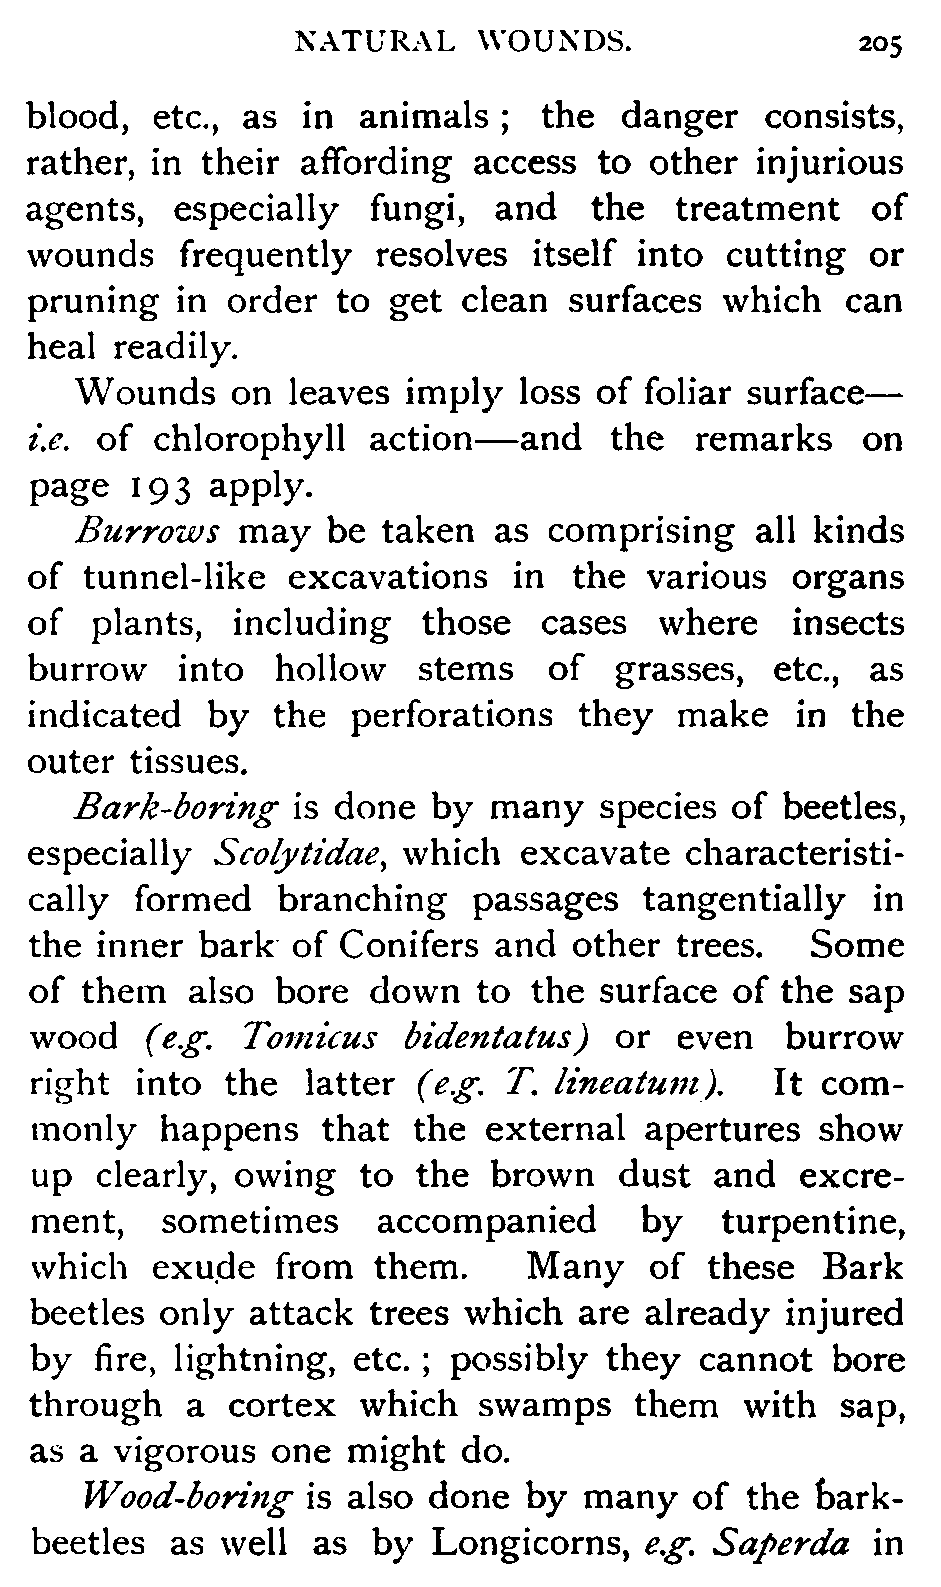 NATURAL WOUNDS. 205
blood, etc., as in animals ; the danger consists,
rather, in their affording access to other injurious
agents, especially fungi, and the treatment of
wounds frequently resolves itself into cutting or
pruning in order to get clean surfaces which can
heal readily.
Wounds on leaves imply loss of foliar surface—
i.e. of chlorophyll action—and the remarks on
page 193 apply.
Burrows may be taken as comprising all kinds
of tunnel-like excavations in the various organs
of plants, including those cases where insects
burrow into hollow stems of grasses, etc., as
indicated by the perforations they make in the
outer tissues.
Bark-boring is done by many species of beetles,
especially Scolytidae, which excavate characteristi-
cally formed branching passages tangentially in
the inner bark of Conifers and other trees. Some
of them also bore down to the surface of the sap
wood (e.g. Tomicus bidentatus) or even burrow
right into the latter (e.g. T. lineatum). It com-
monly happens that the external apertures show
up clearly, owing to the brown dust and excre-
ment, sometimes accompanied by turpentine,
which exude from them. Many of these Bark
beetles only attack trees which are already injured
by fire, lightning, etc. ; possibly they cannot bore
through a cortex which swamps them with sap,
as a vigorous one might do.
Wood-boring is also done by many of the bark-
beetles as well as by Longicorns, e.g. Saperda in